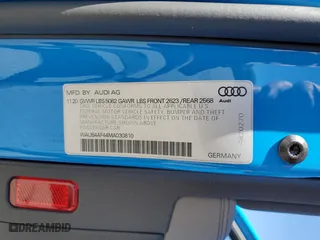 MFD BY AUDI AG
11.20 GVWR LBS 5082 GAWR LBS FRONT 2623 / REAR 2568
THIS VEHICLE CONFORMS TO ALL APPLICABLE U.S.
FEDERAL MOTOR VEHICLE SAFETY, BUMPER AND THEFT
PREVENTION STANDARDS IN EFFECT ON THE DATE OF
MANUFACTURE SHOWN ABOVE
PASSENGER CAR
Audi
GERMANY
DREAMBID